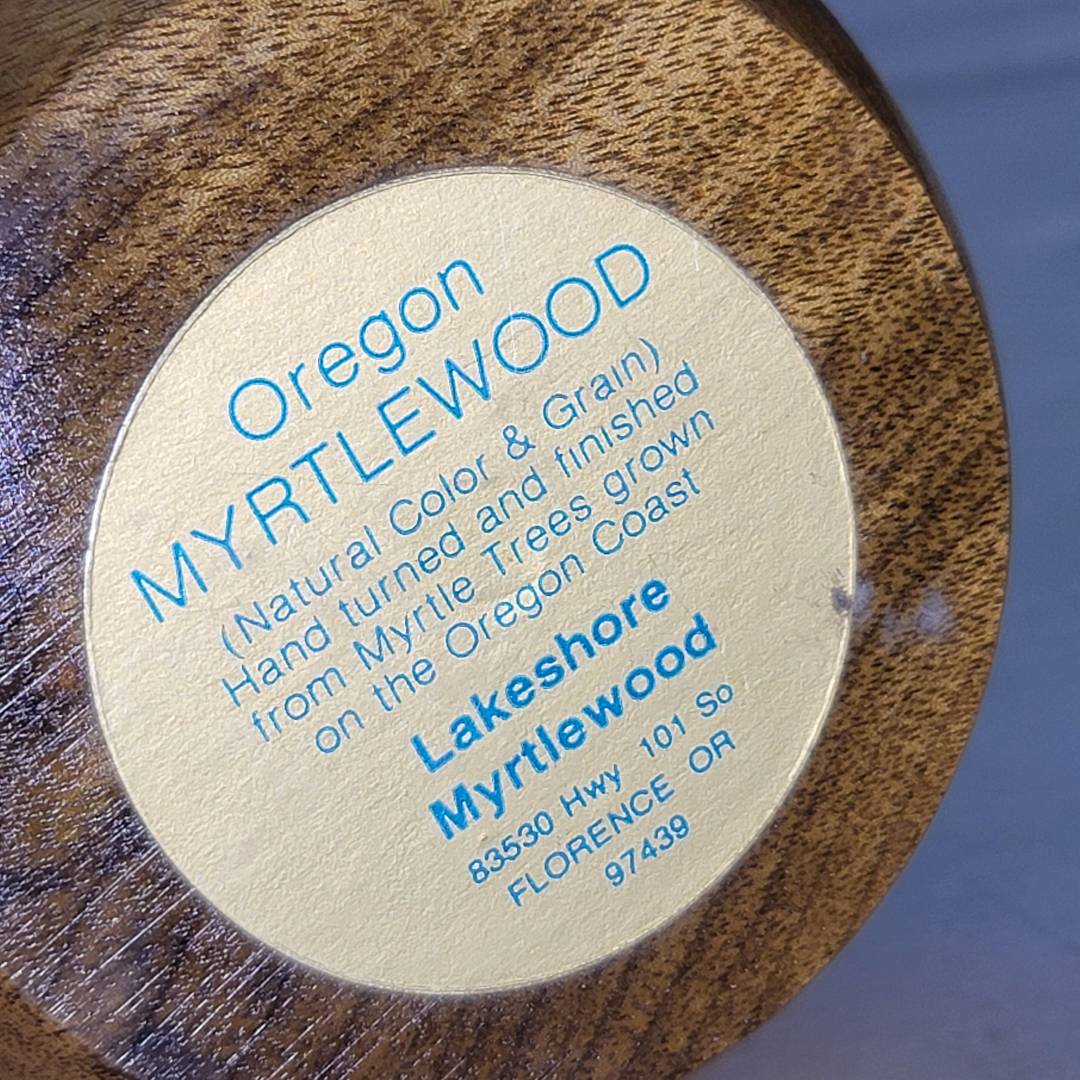 Oregon
MYRTLEWOOD
(Natural Color & Grain)
Hand turned and finished
from Myrtle Trees grown
on the Oregon Coast
Lakeshore
Myrtlewood
83530 Hwy 101 So
FLORENCE OR
97439